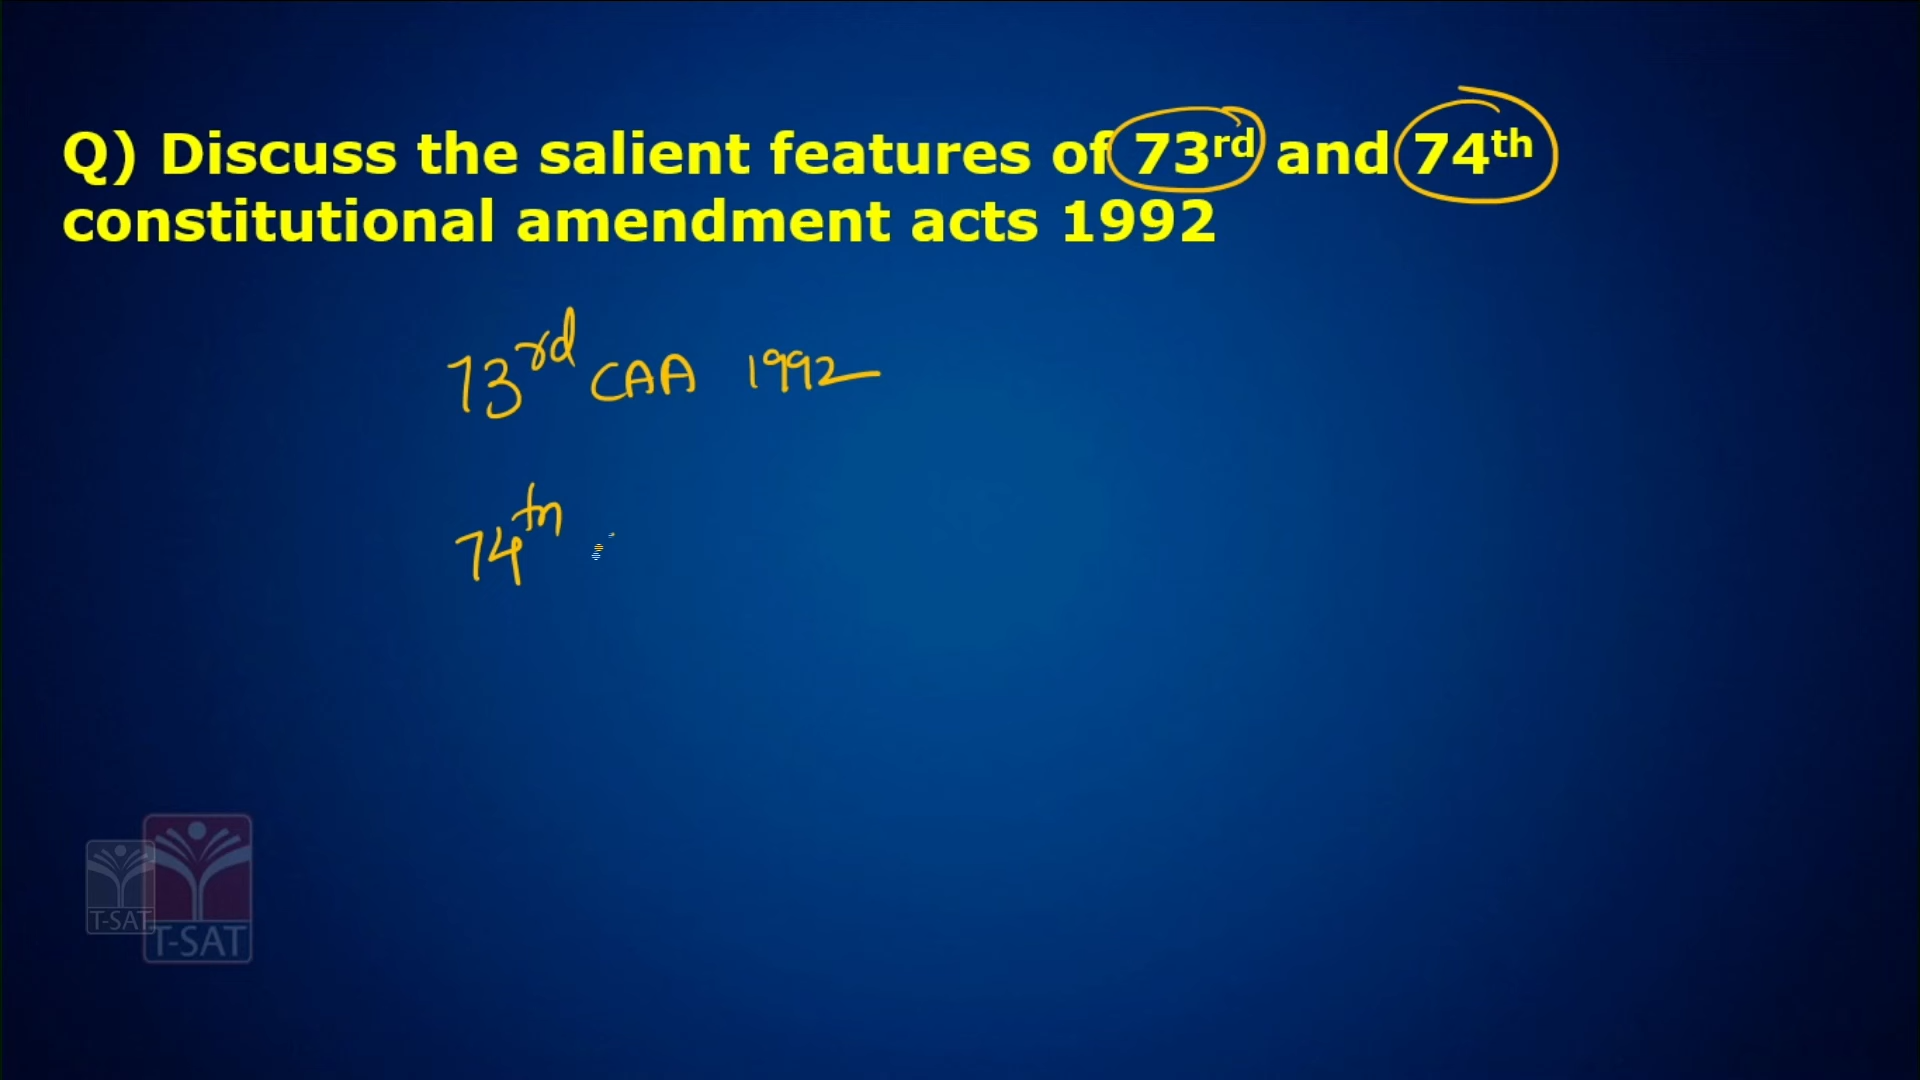 Q) Discuss the salient features of 73rd and 74th
constitutional amendment acts 1992
73rd CAA 1992
74th
T-SAT
T-SAT